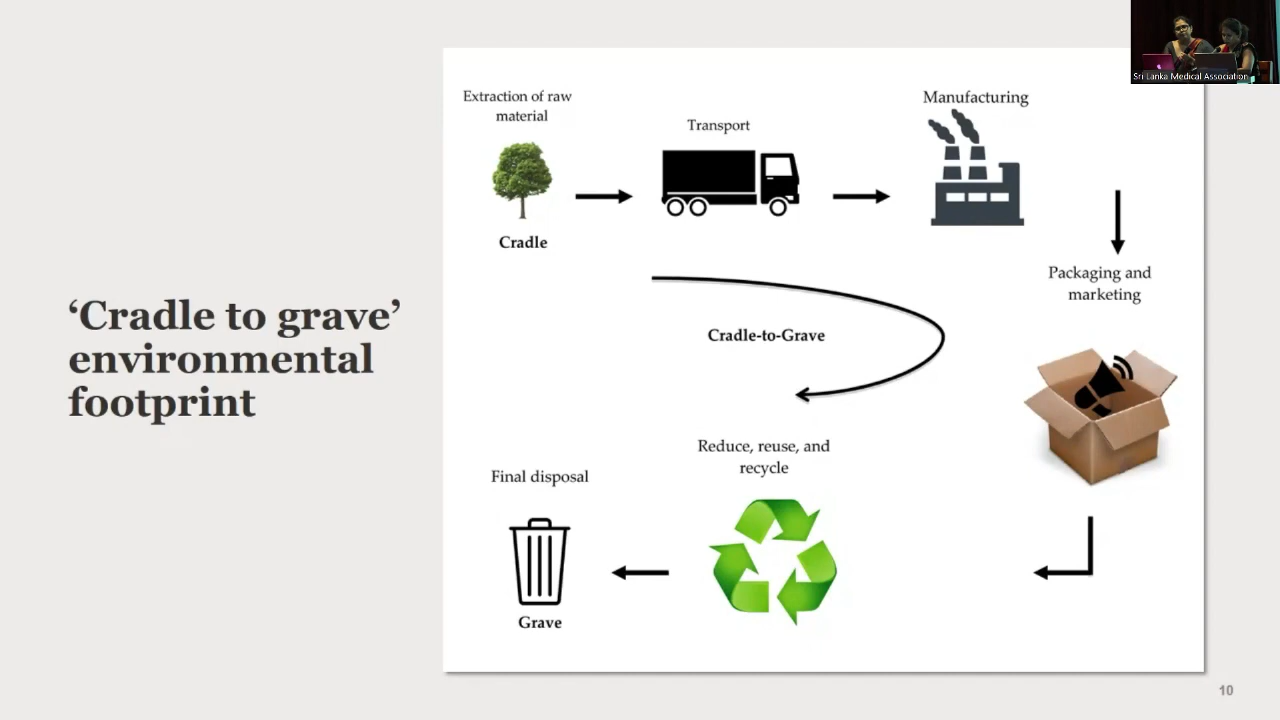 Sri Lanka Medical Association
‘Cradle to grave’
environmental
footprint
Extraction of raw
material
Cradle
Transport
Manufacturing
Packaging and
marketing
Cradle-to-Grave
Reduce, reuse, and
recycle
Final disposal
Grave
10